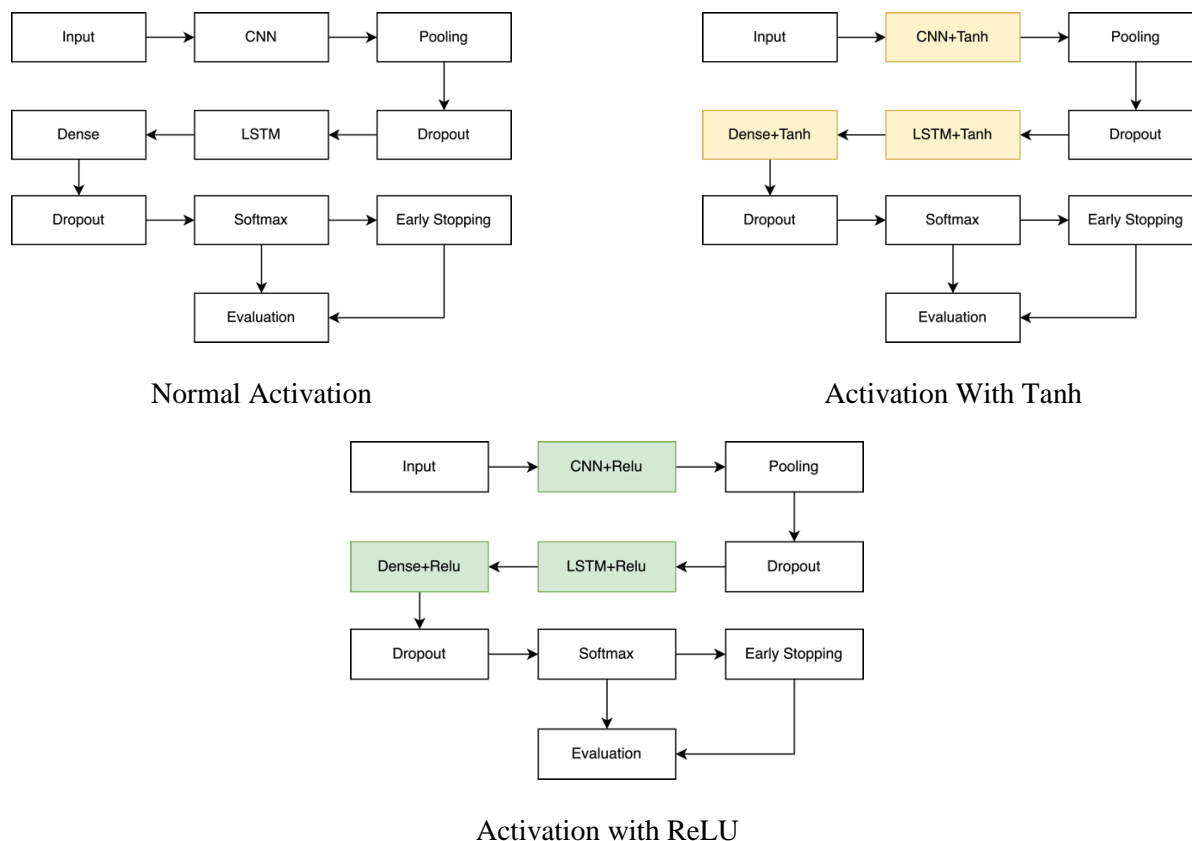 Input
CNN
Pooling
Dense
LSTM
Dropout
Dropout
Softmax
Early Stopping
Evaluation
Normal Activation
Input
CNN+Tanh
Pooling
Dense+Tanh
LSTM+Tanh
Dropout
Dropout
Softmax
Early Stopping
Evaluation
Activation With Tanh
Input
CNN+Relu
Pooling
Dense+Relu
LSTM+Relu
Dropout
Dropout
Softmax
Early Stopping
Evaluation
Activation with ReLU